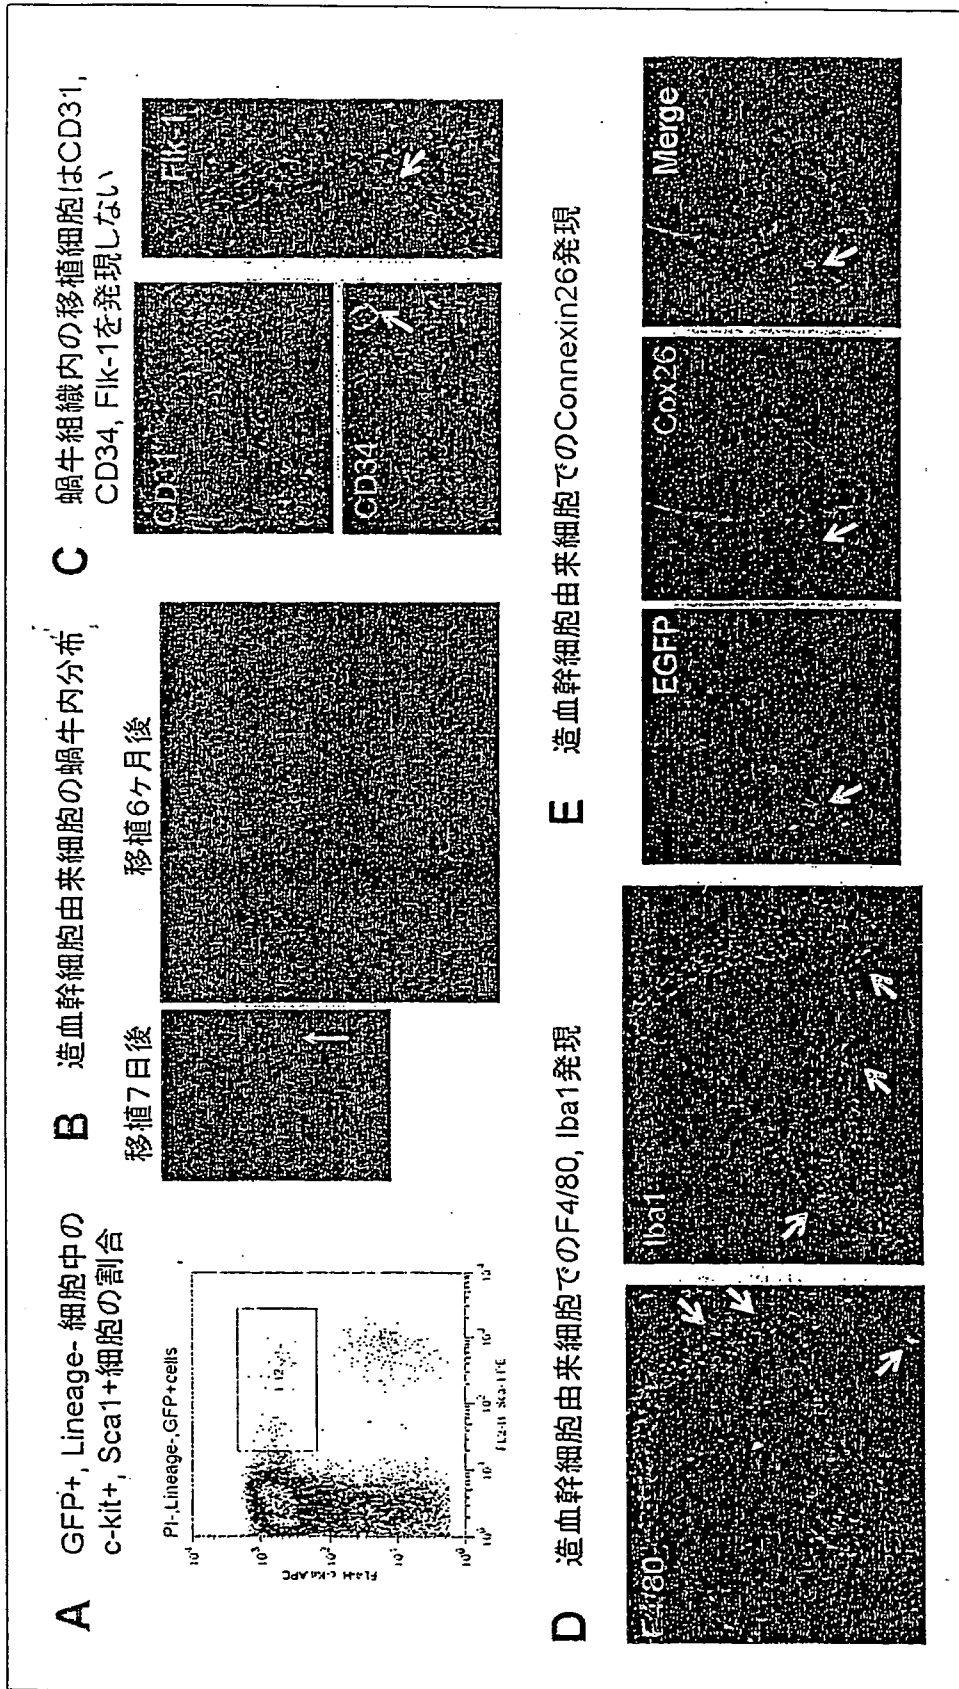 A
GFP+, Lineage- 細胞中の
c-kit+, Sca1+細胞の割合
PI-,Lineage-,GFP+cells
B 造血幹細胞由来細胞の蝸牛内分布
移植7日後
移植6ヶ月後
C 蝸牛組織内の移植細胞はCD31,
CD34, Flk-1を発現しない
CD31
CD34
Flk-1
D 造血幹細胞由来細胞でのF4/80, Iba1発現
F4/80
Iba1
E 造血幹細胞由来細胞でのConnexin26発現
EGFP
Cox26
Merge